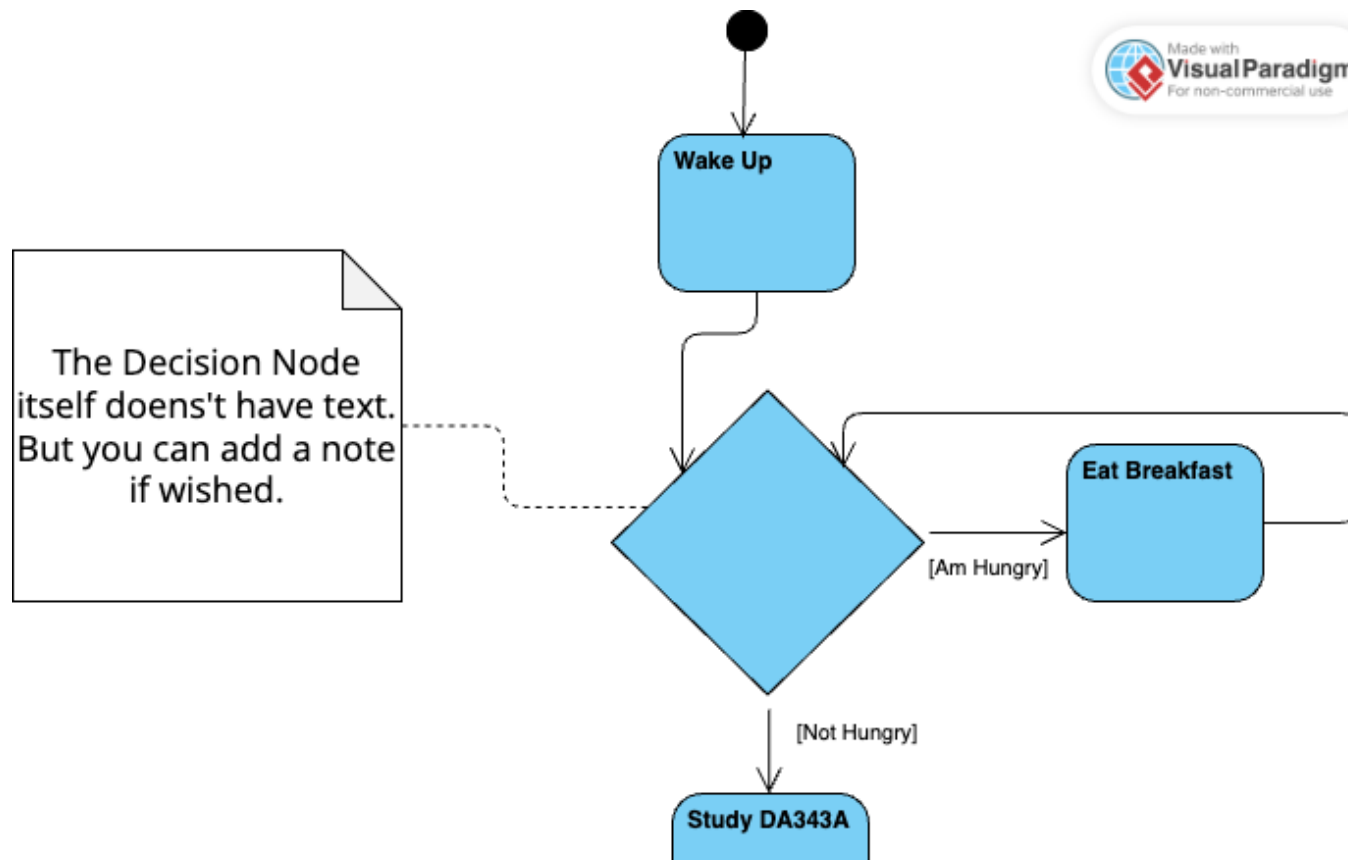 Made with
Visual Paradigm
For non-commercial use
Wake Up
The Decision Node
itself doens't have text.
But you can add a note
if wished.
Eat Breakfast
[Am Hungry]
[Not Hungry]
Study DA343A